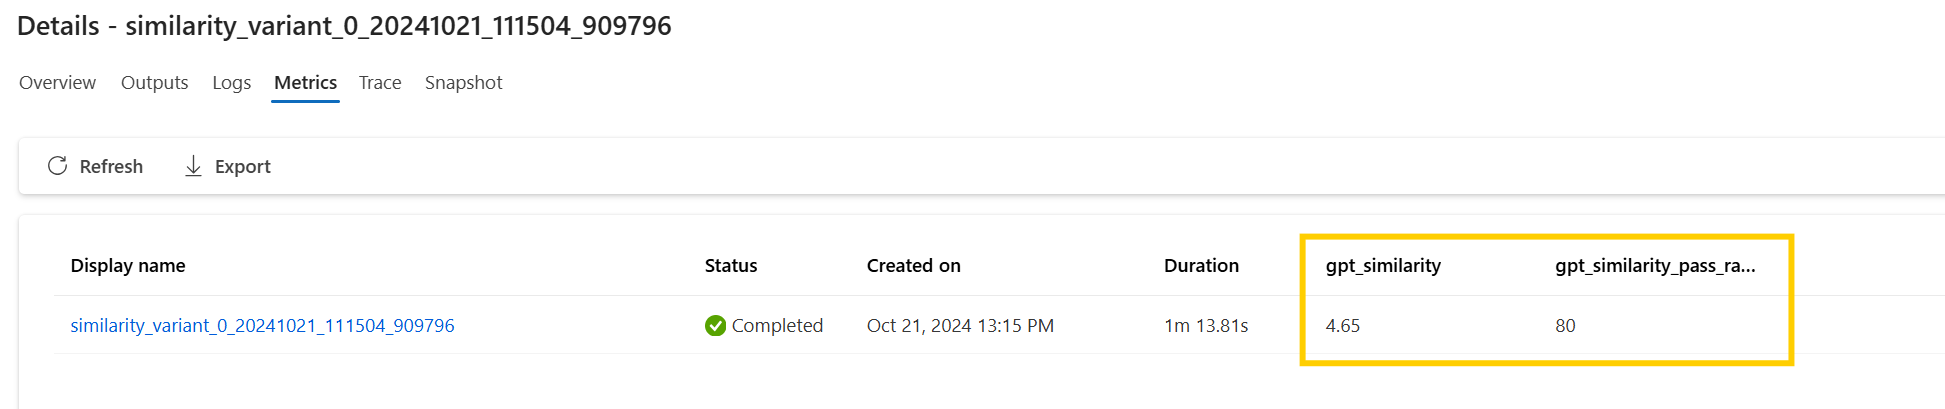 Details - similarity_variant_0_20241021_111504_909796
Overview Outputs Logs Metrics Trace Snapshot
Refresh Export
Display name Status Created on Duration gpt_similarity gpt_similarity_pass_ra...
similarity_variant_0_20241021_111504_909796 Completed Oct 21, 2024 13:15 PM 1m 13.81s 4.65 80